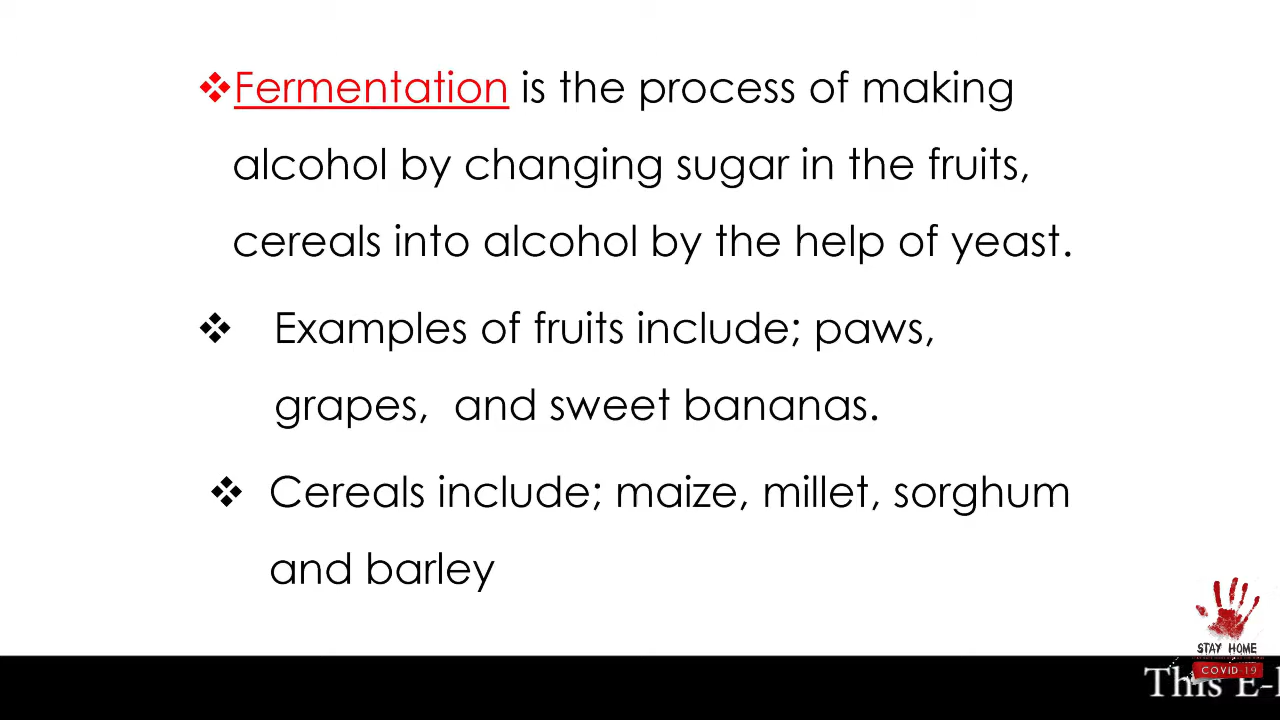 ❖Fermentation is the process of making
alcohol by changing sugar in the fruits,
cereals into alcohol by the help of yeast.
❖ Examples of fruits include; paws,
grapes, and sweet bananas.
❖ Cereals include; maize, millet, sorghum
and barley
STAY HOME
COVID-19
This E-